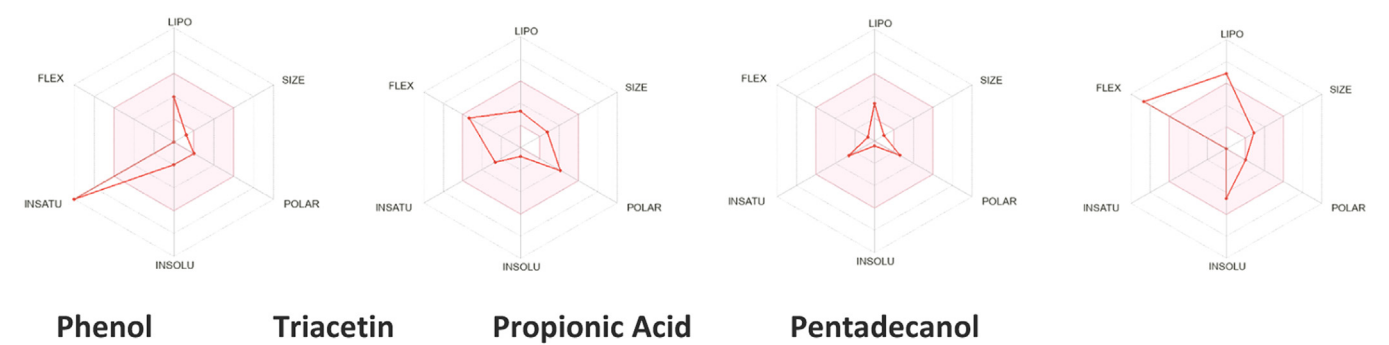 LIPO
FLEX
SIZE
INSATU
POLAR
INSOLU
LIPO
FLEX
SIZE
INSATU
POLAR
INSOLU
LIPO
FLEX
SIZE
INSATU
POLAR
INSOLU
LIPO
FLEX
SIZE
INSATU
POLAR
INSOLU
Phenol Triacetin Propionic Acid Pentadecanol